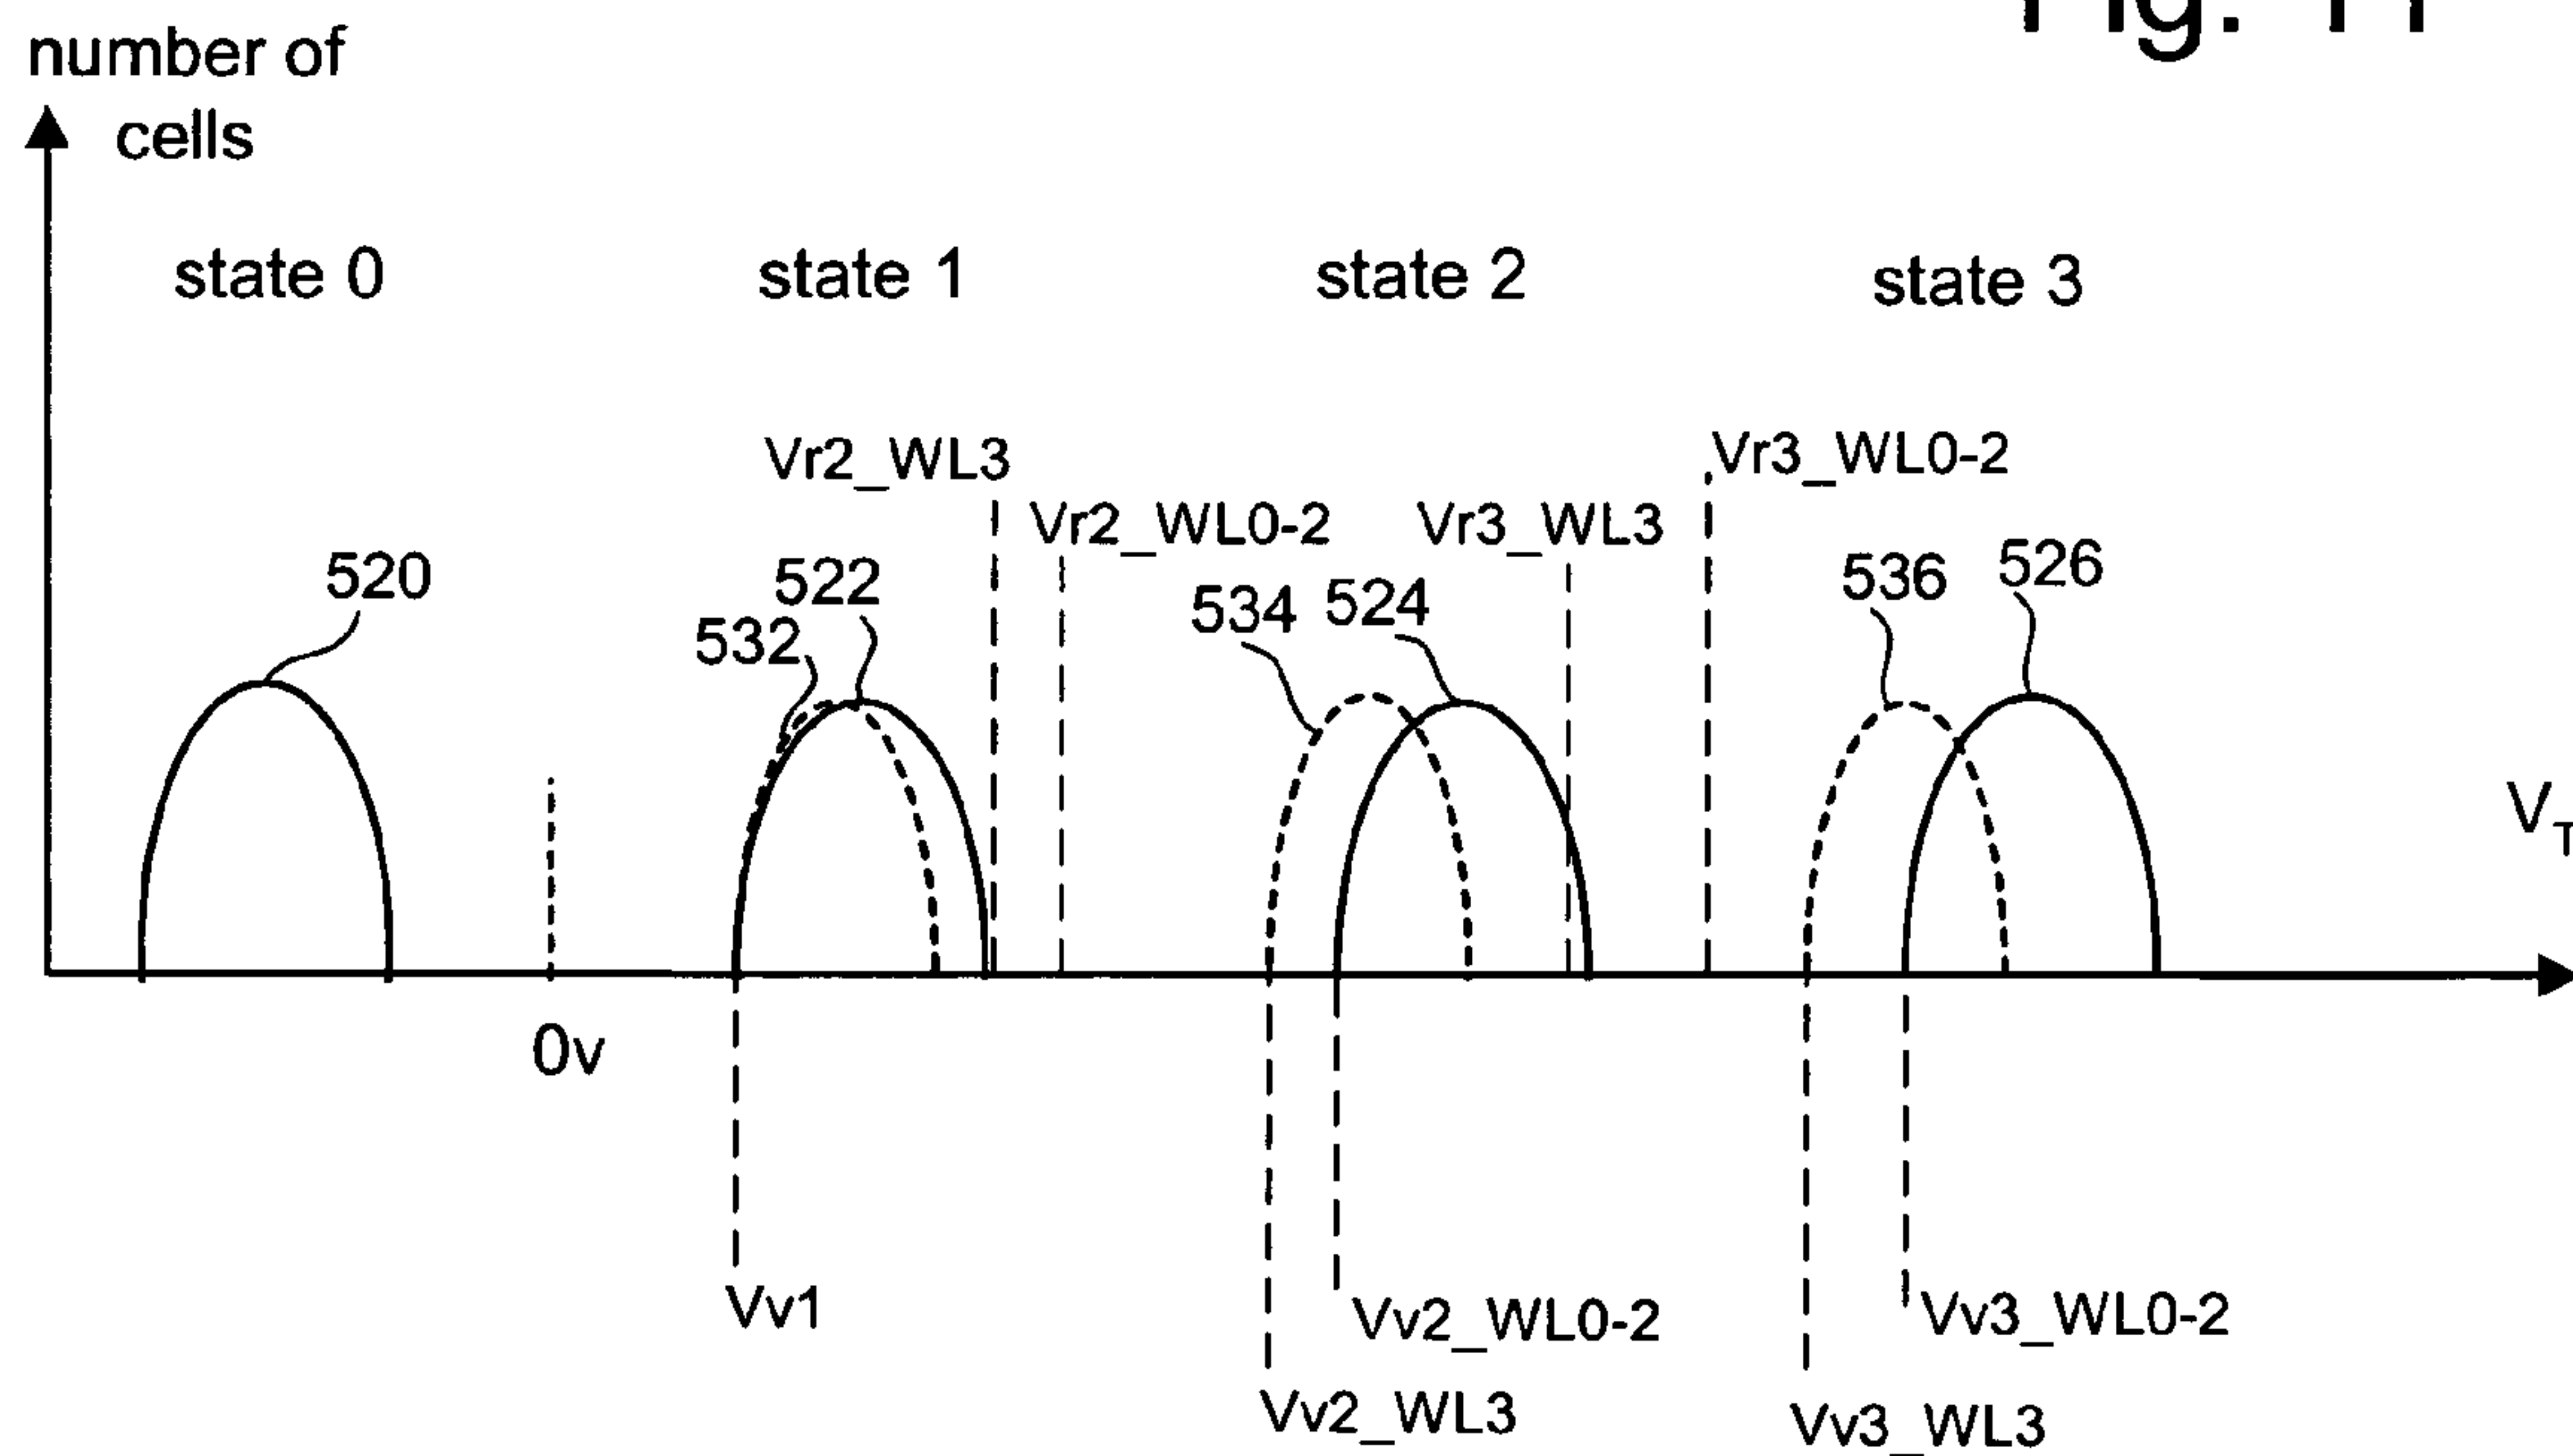 number of
cells
state 0
state 1
state 2
state 3
Vr2_WL3
Vr2_WL0-2
Vr3_WL3
Vr3_WL0-2
520
532
522
534
524
536
526
VT
0v
Vv1
Vv2_WL0-2
Vv2_WL3
Vv3_WL0-2
Vv3_WL3